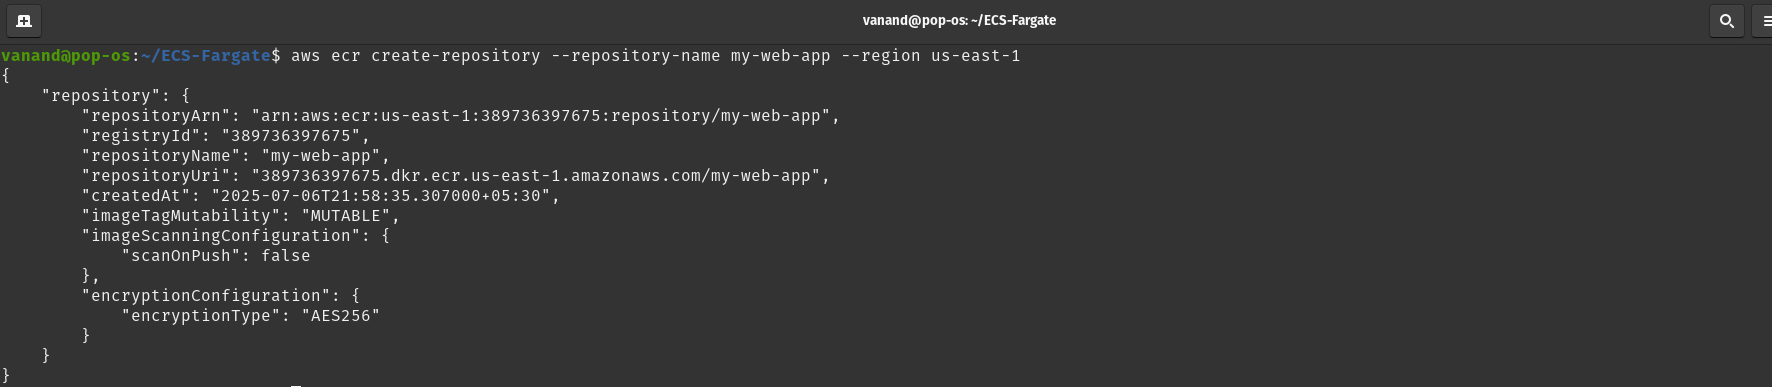 vanand@pop-os: ~/ECS-Fargate
vanand@pop-os:~/ECS-Fargate$ aws ecr create-repository --repository-name my-web-app --region us-east-1
{
    "repository": {
        "repositoryArn": "arn:aws:ecr:us-east-1:389736397675:repository/my-web-app",
        "registryId": "389736397675",
        "repositoryName": "my-web-app",
        "repositoryUri": "389736397675.dkr.ecr.us-east-1.amazonaws.com/my-web-app",
        "createdAt": "2025-07-06T21:58:35.307000+05:30",
        "imageTagMutability": "MUTABLE",
        "imageScanningConfiguration": {
            "scanOnPush": false
        },
        "encryptionConfiguration": {
            "encryptionType": "AES256"
        }
    }
}